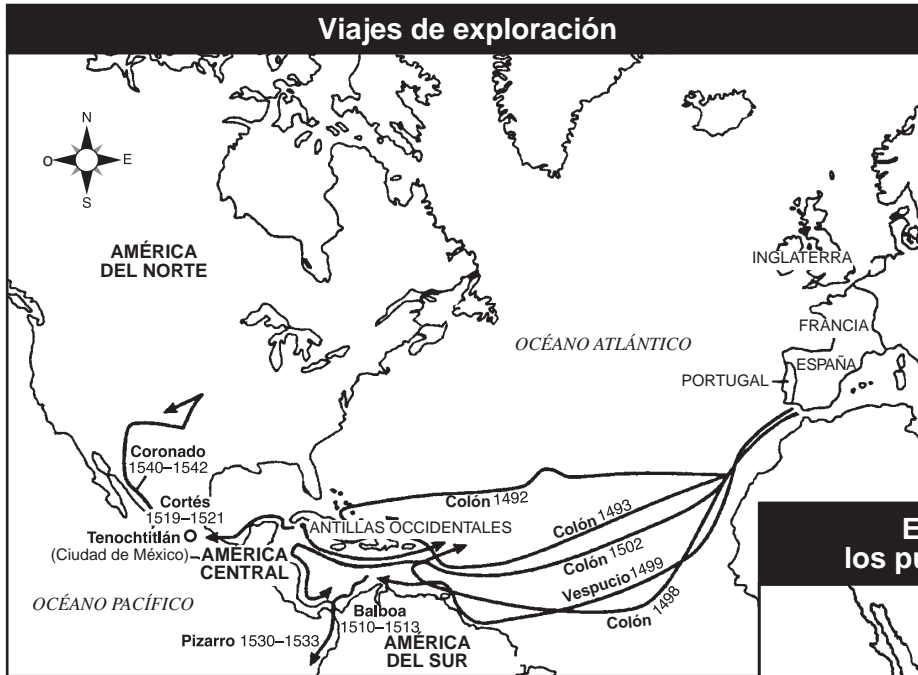 Viajes de exploración
N
O
E
S
AMÉRICA
DEL NORTE
INGLATERRA
FRANCIA
ESPAÑA
PORTUGAL
OCÉANO ATLÁNTICO
Coronado
1540–1542
Cortés
1519–1521
Tenochtitlán
(Ciudad de México)
AMÉRICA
CENTRAL
ANTILLAS OCCIDENTALES
Colón 1492
Colón 1493
Colón 1502
Vespucio 1499
Colón 1498
OCÉANO PACÍFICO
Balboa
1510–1513
Pizarro 1530–1533
AMÉRICA
DEL SUR
E
los pu